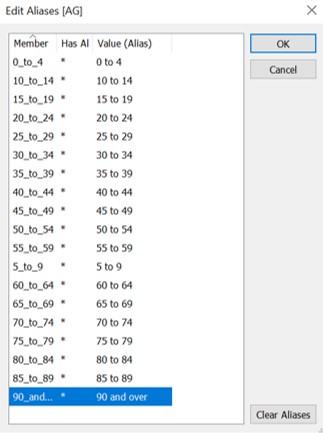 Edit Aliases [AG]
Member Has Al Value (Alias)
0_to_4 * 0 to 4
10_to_14 * 10 to 14
15_to_19 * 15 to 19
20_to_24 * 20 to 24
25_to_29 * 25 to 29
30_to_34 * 30 to 34
35_to_39 * 35 to 39
40_to_44 * 40 to 44
45_to_49 * 45 to 49
50_to_54 * 50 to 54
55_to_59 * 55 to 59
5_to_9 * 5 to 9
60_to_64 * 60 to 64
65_to_69 * 65 to 69
70_to_74 * 70 to 74
75_to_79 * 75 to 79
80_to_84 * 80 to 84
85_to_89 * 85 to 89
90_and... * 90 and over
OK
Cancel
Clear Aliases